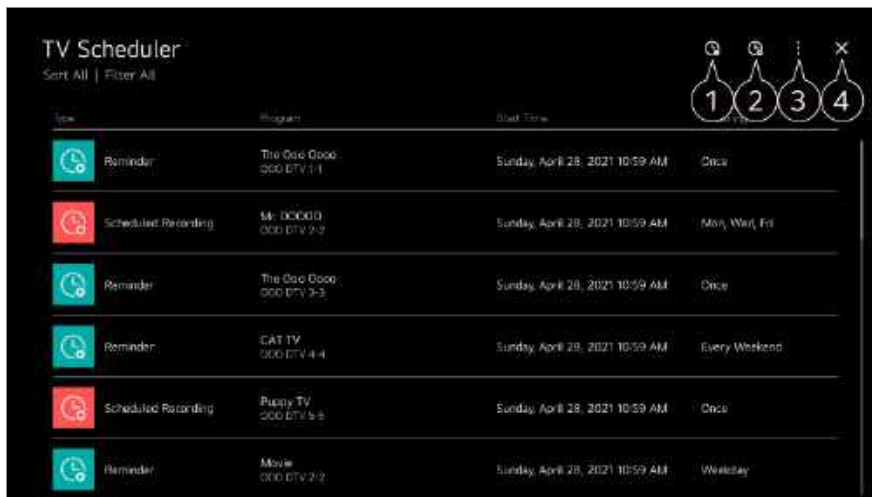 TV Scheduler
Sort All | Filter All
1 2 3 4
Type Program Start Time
Reminder The Ooo Oooo Sunday, April 28, 2021 10:59 AM Once
OOO DTV 1-1
Scheduled Recording Mr. OOOOO Sunday, April 28, 2021 10:59 AM Mon, Wed, Fri
OOO DTV 2-2
Reminder The Ooo Oooo Sunday, April 28, 2021 10:59 AM Once
OOO DTV 3-3
Reminder CAT TV Sunday, April 28, 2021 10:59 AM Every Weekend
OOO DTV 4-4
Scheduled Recording Puppy TV Sunday, April 28, 2021 10:59 AM Once
OOO DTV 5-5
Reminder Movie Sunday, April 28, 2021 10:59 AM Weekday
OOO DTV 2-2